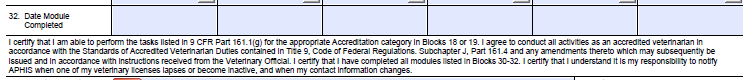 32. Date Module
Completed
I certify that I am able to perform the tasks listed in 9 CFR Part 161.1(g) for the appropriate Accreditation category in Blocks 18 or 19. I agree to conduct all activities as an accredited veterinarian in
accordance with the Standards of Accredited Veterinarian Duties contained in Title 9, Code of Federal Regulations. Subchapter J, Part 161.4 and any amendments thereto which may subsequently be
issued and in accordance with instructions received from the Veterinary Official. I certify that I have completed all modules listed in Blocks 30-32. I certify that I understand it is my responsibility to notify
APHIS when one of my veterinary licenses lapses or become inactive, and when my contact information changes.